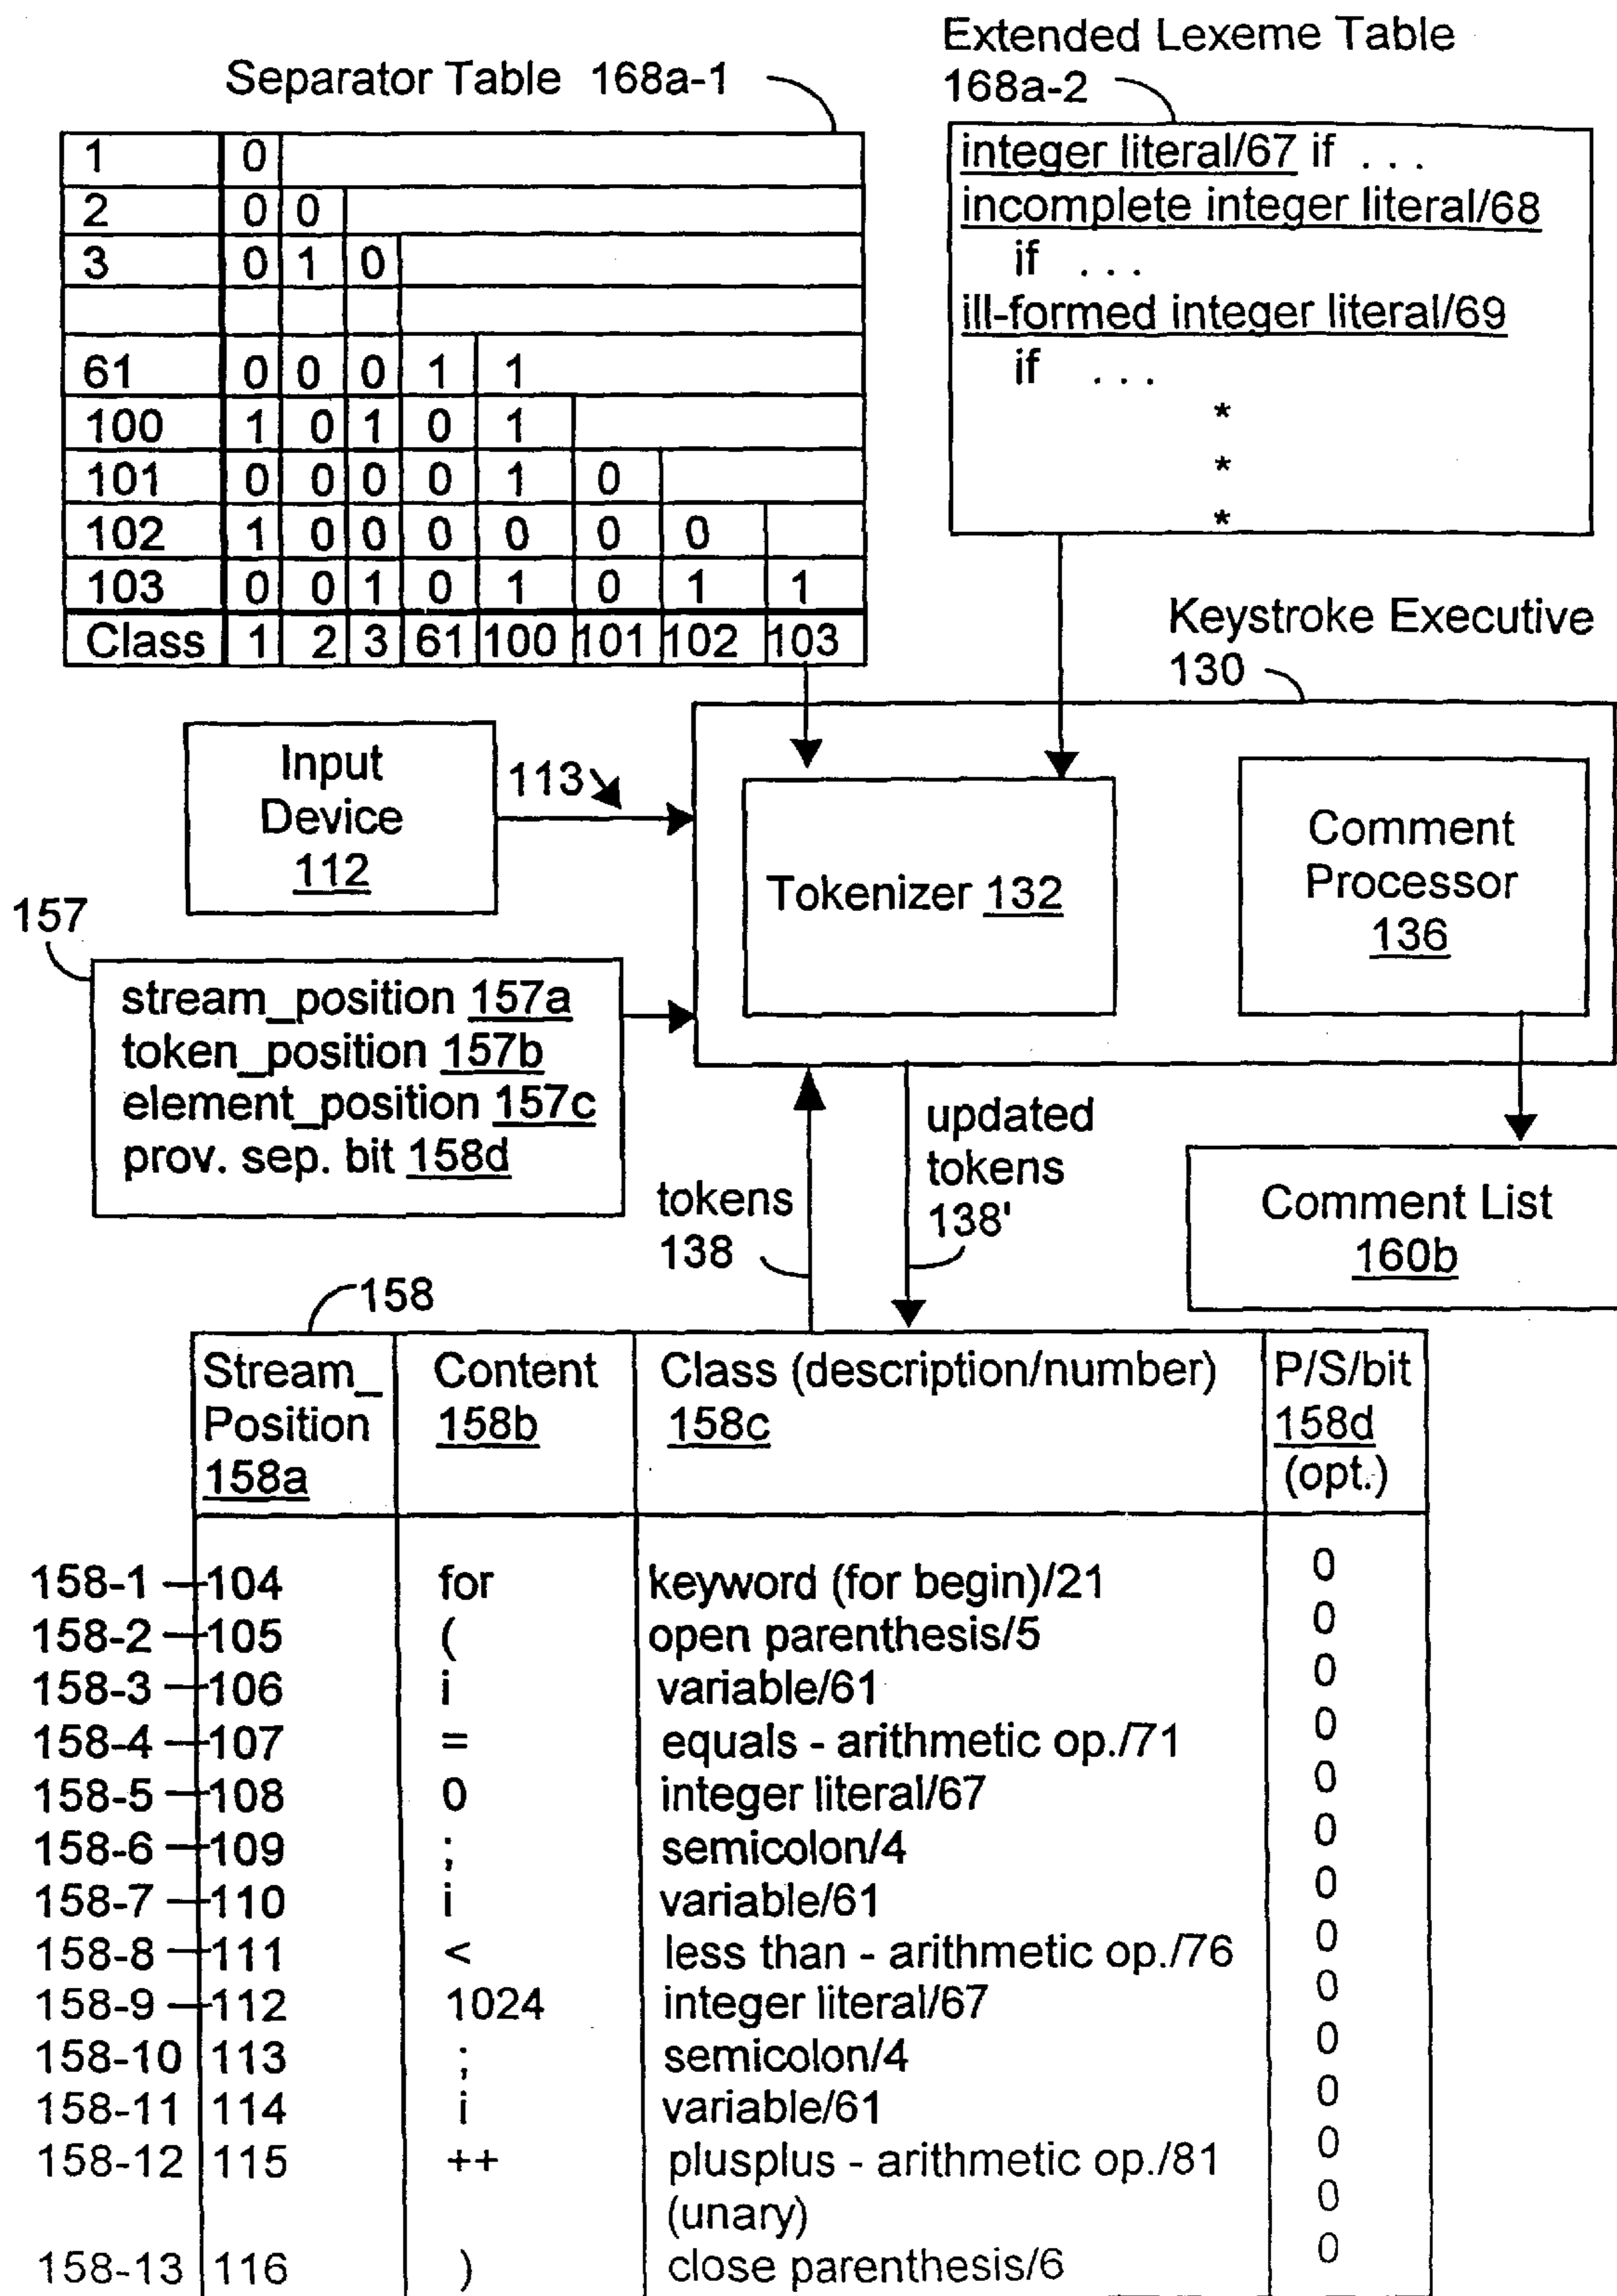 Extended Lexeme Table
168a-2
Separator Table 168a-1
1 0
2 0 0
3 0 1 0
61 0 0 0 1 1
100 1 0 1 0 1
101 0 0 0 0 1 0
102 1 0 0 0 0 0 0
103 0 0 1 0 1 0 1 1
Class 1 2 3 61 100 101 102 103
integer literal/67 if . . .
incomplete integer literal/68
if . . .
ill-formed integer literal/69
if . . .
*
*
*
Keystroke Executive
130
Input
Device
112
113
Tokenizer 132
Comment
Processor
136
157
stream_position 157a
token_position 157b
element_position 157c
prov. sep. bit 158d
tokens
138
updated
tokens
138'
Comment List
160b
158
Stream_
Position
158a
Content
158b
Class (description/number)
158c
P/S/bit
158d
(opt.)
158-1 104 for keyword (for begin)/21 0
158-2 105 ( open parenthesis/5 0
158-3 106 i variable/61 0
158-4 107 = equals - arithmetic op./71 0
158-5 108 0 integer literal/67 0
158-6 109 ; semicolon/4 0
158-7 110 i variable/61 0
158-8 111 < less than - arithmetic op./76 0
158-9 112 1024 integer literal/67 0
158-10 113 ; semicolon/4 0
158-11 114 i variable/61 0
158-12 115 ++ plusplus - arithmetic op./81 0
(unary) 0
158-13 116 ) close parenthesis/6 0